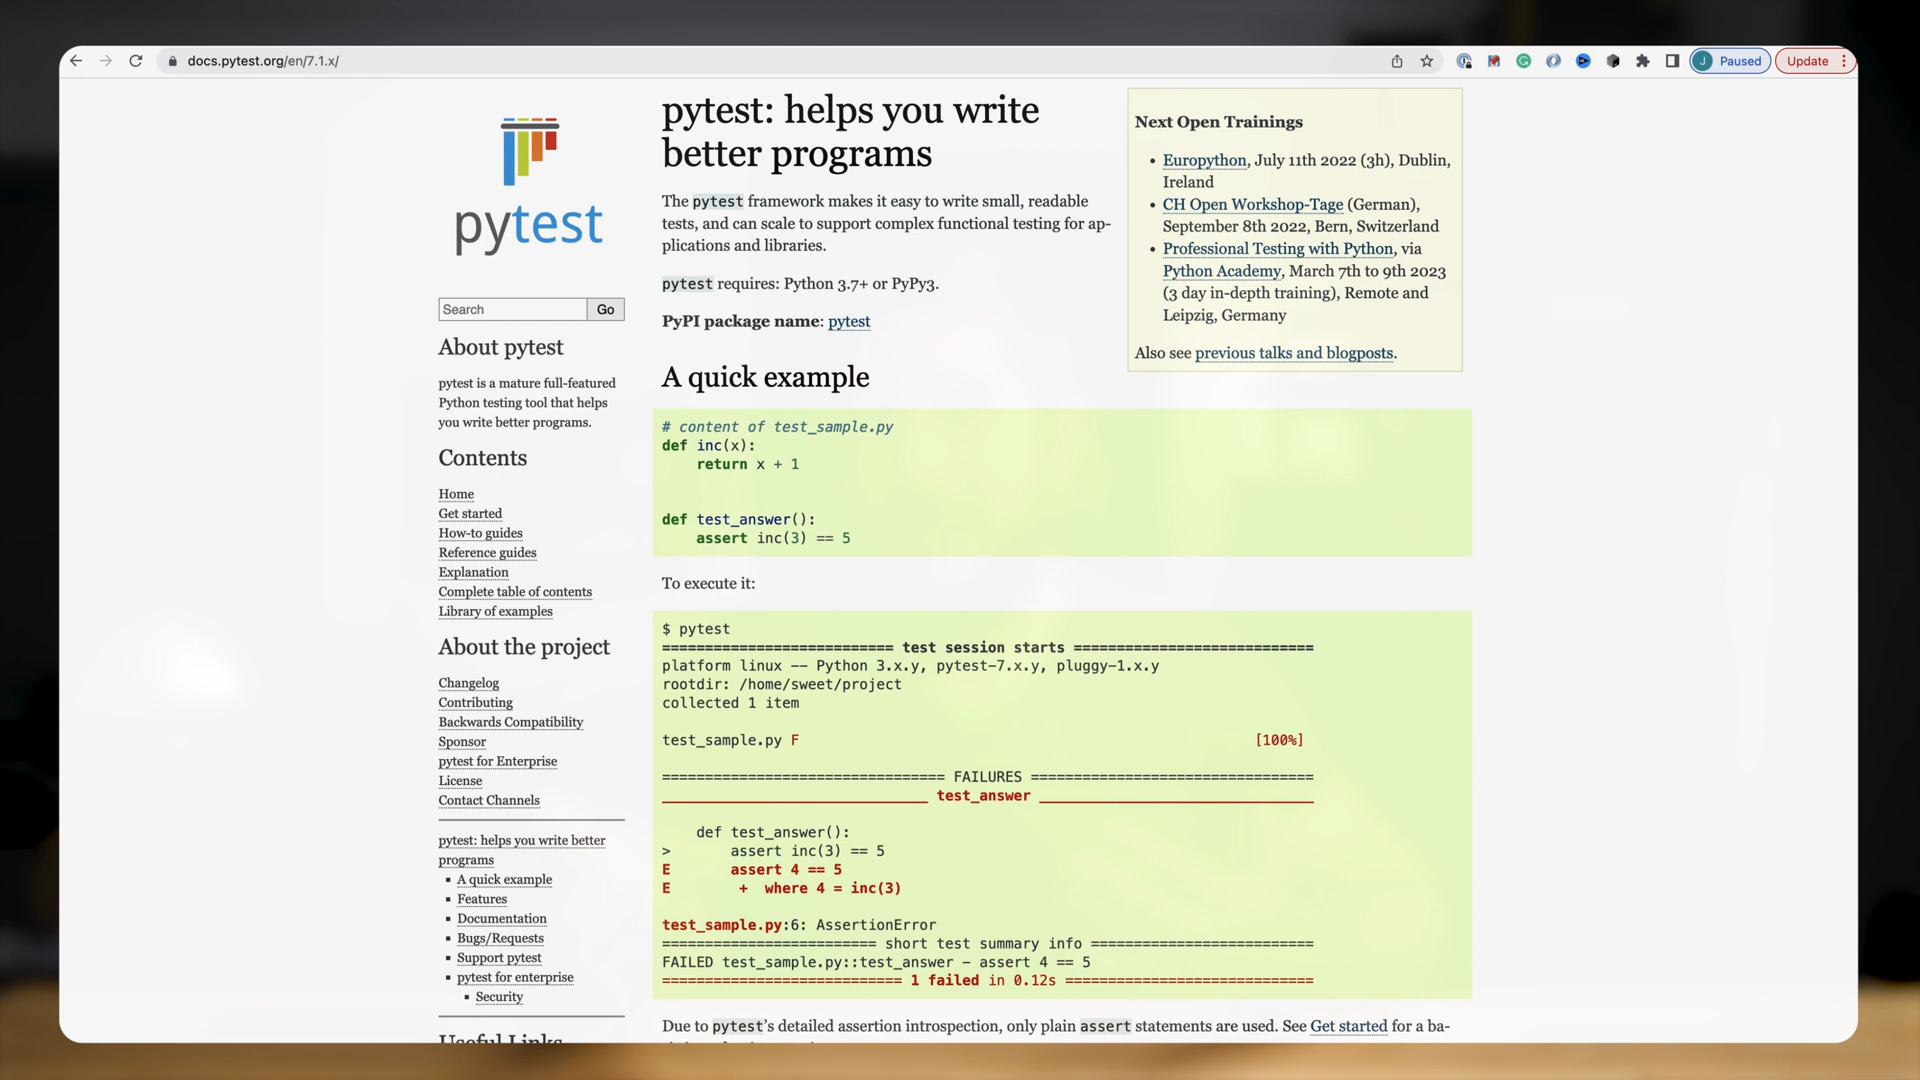 docs.pytest.org/en/7.1.x/
J Paused
Update
pytest
Search Go
About pytest
pytest is a mature full-featured
Python testing tool that helps
you write better programs.
Contents
Home
Get started
How-to guides
Reference guides
Explanation
Complete table of contents
Library of examples
About the project
Changelog
Contributing
Backwards Compatibility
Sponsor
pytest for Enterprise
License
Contact Channels
pytest: helps you write better
programs
▪ A quick example
▪ Features
▪ Documentation
▪ Bugs/Requests
▪ Support pytest
▪ pytest for enterprise
▪ Security
Useful Links
pytest: helps you write
better programs
The pytest framework makes it easy to write small, readable
tests, and can scale to support complex functional testing for ap-
plications and libraries.
pytest requires: Python 3.7+ or PyPy3.
PyPI package name: pytest
Next Open Trainings
• Europython, July 11th 2022 (3h), Dublin,
Ireland
• CH Open Workshop-Tage (German),
September 8th 2022, Bern, Switzerland
• Professional Testing with Python, via
Python Academy, March 7th to 9th 2023
(3 day in-depth training), Remote and
Leipzig, Germany
Also see previous talks and blogposts.
A quick example
# content of test_sample.py
def inc(x):
    return x + 1
def test_answer():
    assert inc(3) == 5
To execute it:
$ pytest
=========================== test session starts ============================
platform linux -- Python 3.x.y, pytest-7.x.y, pluggy-1.x.y
rootdir: /home/sweet/project
collected 1 item
test_sample.py F                                                     [100%]
================================= FAILURES =================================
_______________________________ test_answer ________________________________
    def test_answer():
>       assert inc(3) == 5
E       assert 4 == 5
E        +  where 4 = inc(3)
test_sample.py:6: AssertionError
========================= short test summary info ==========================
FAILED test_sample.py::test_answer - assert 4 == 5
============================ 1 failed in 0.12s =============================
Due to pytest’s detailed assertion introspection, only plain assert statements are used. See Get started for a ba-